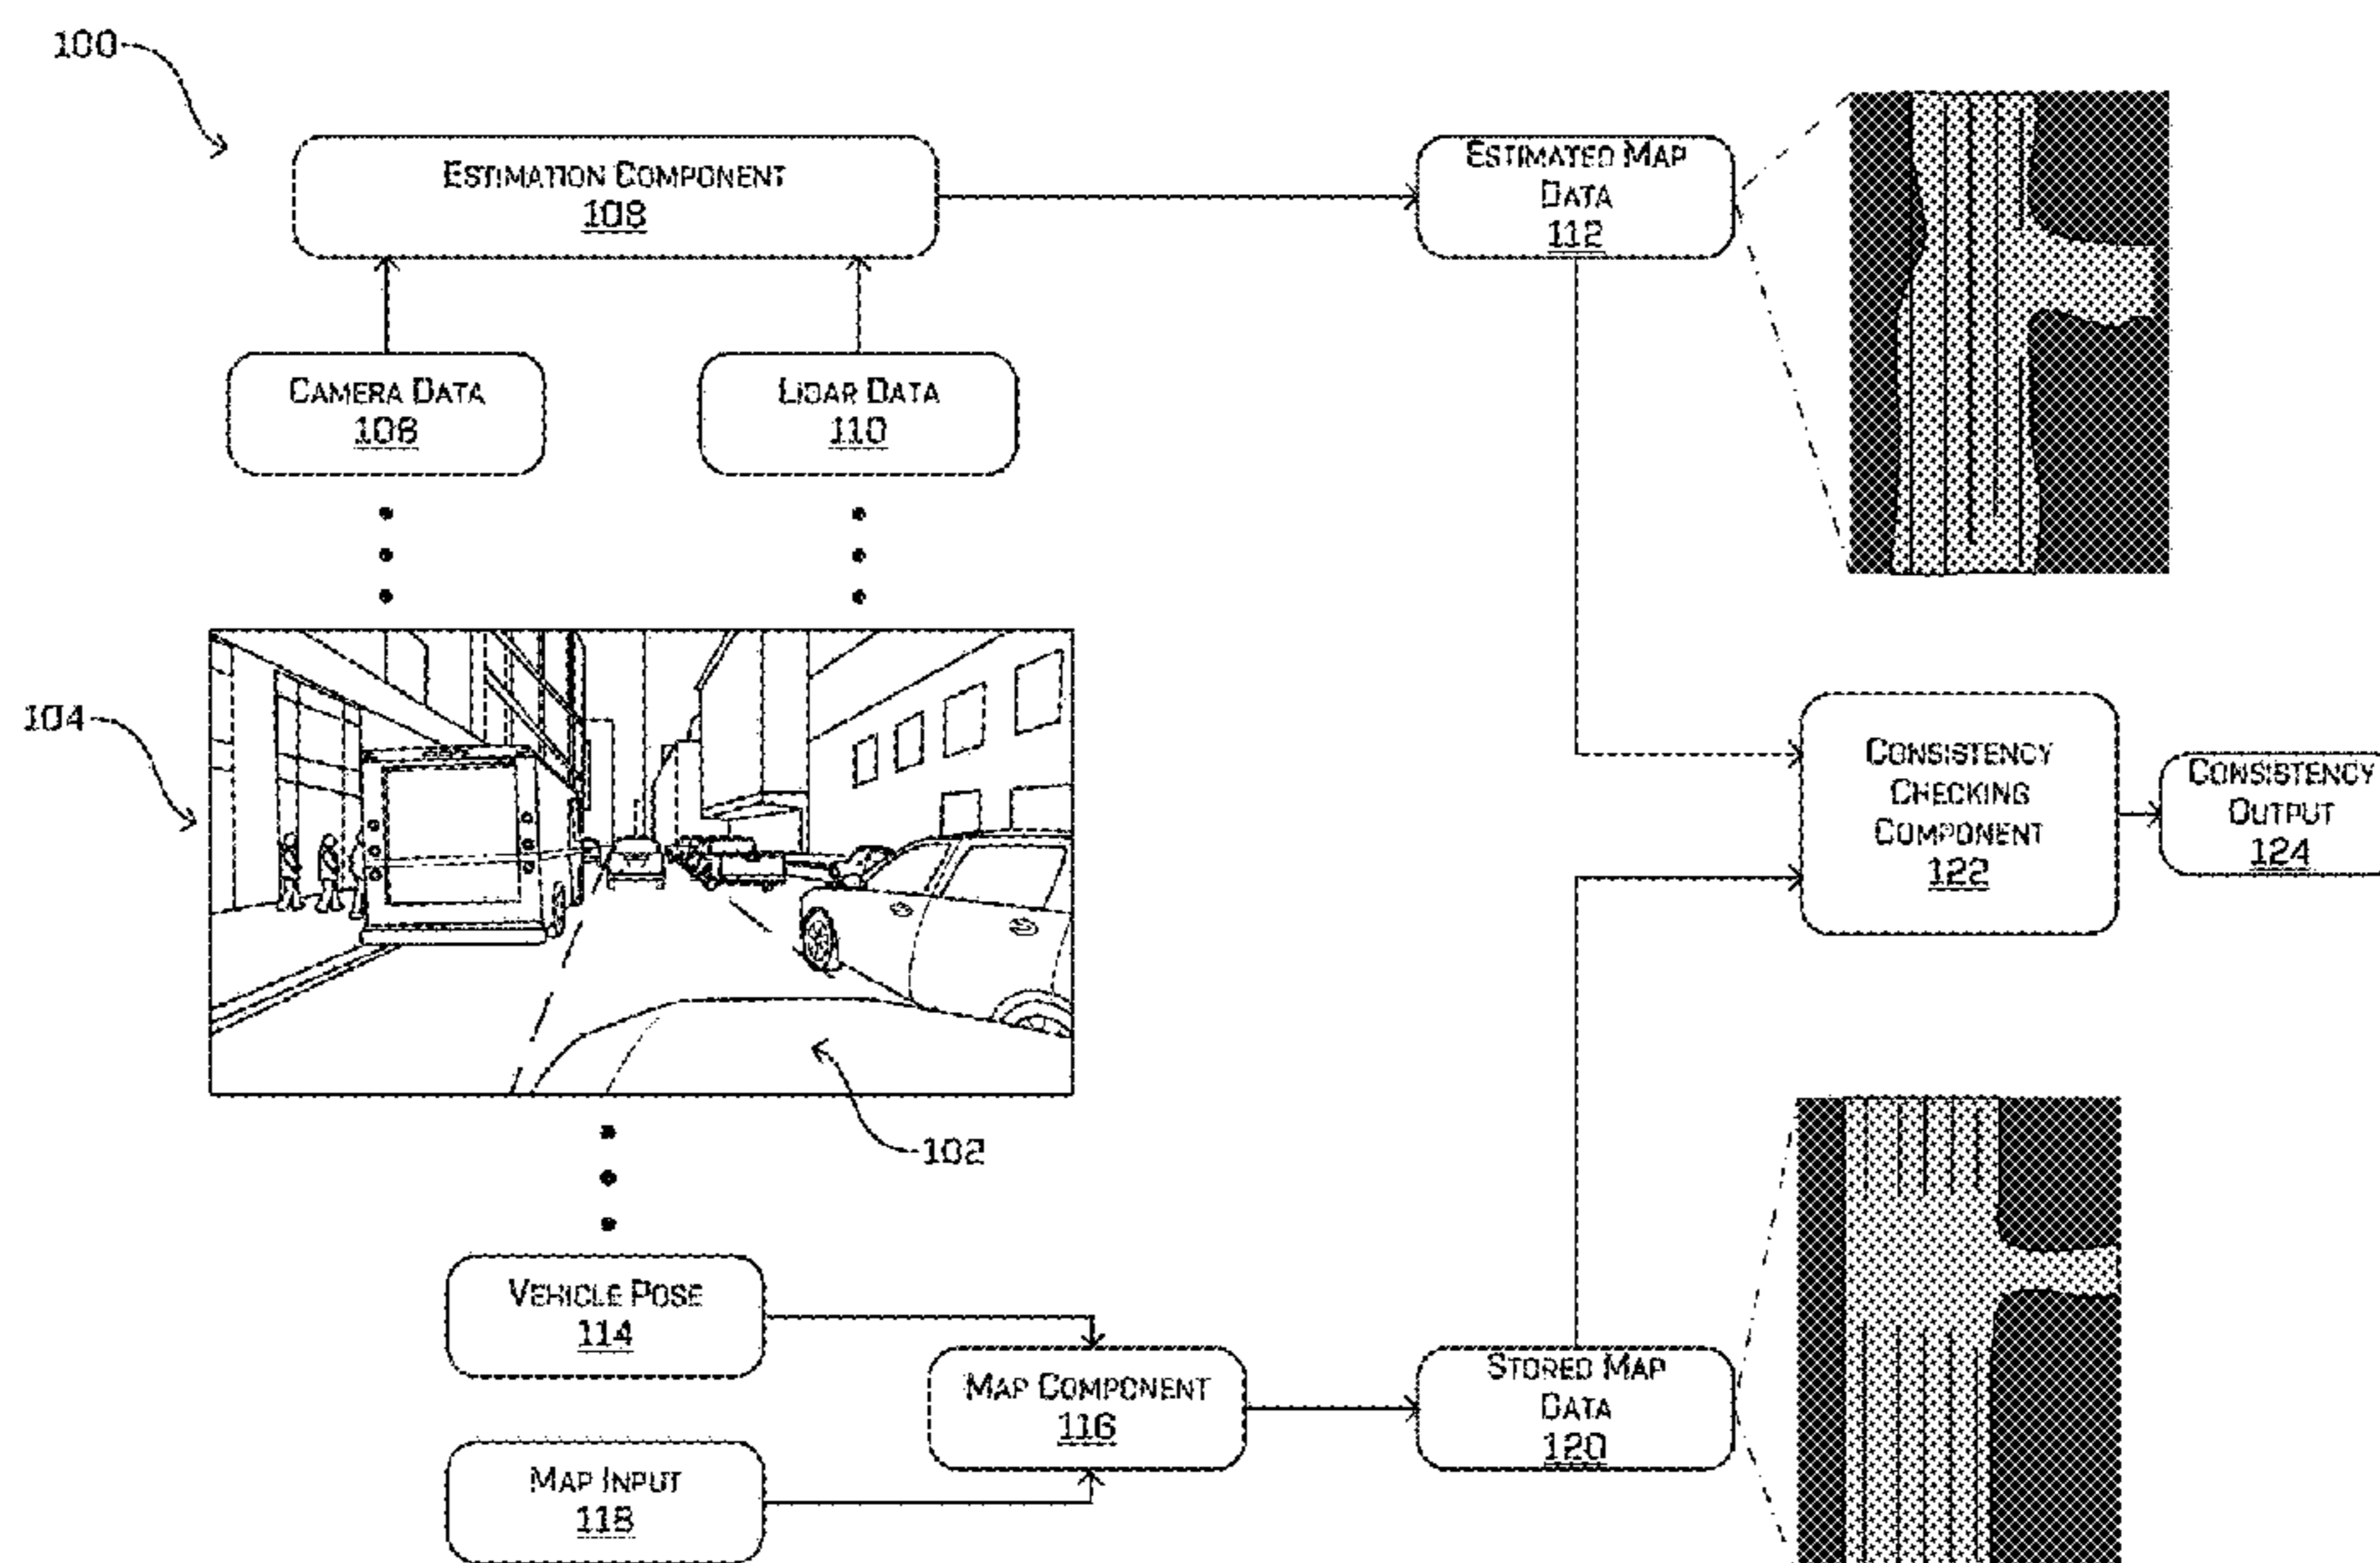 100
ESTIMATION COMPONENT
108
ESTIMATED MAP
DATA
112
CAMERA DATA
106
LIDAR DATA
110
104
CONSISTENCY
CHECKING
COMPONENT
122
CONSISTENCY
OUTPUT
124
102
VEHICLE POSE
114
MAP COMPONENT
116
STORED MAP
DATA
120
MAP INPUT
118